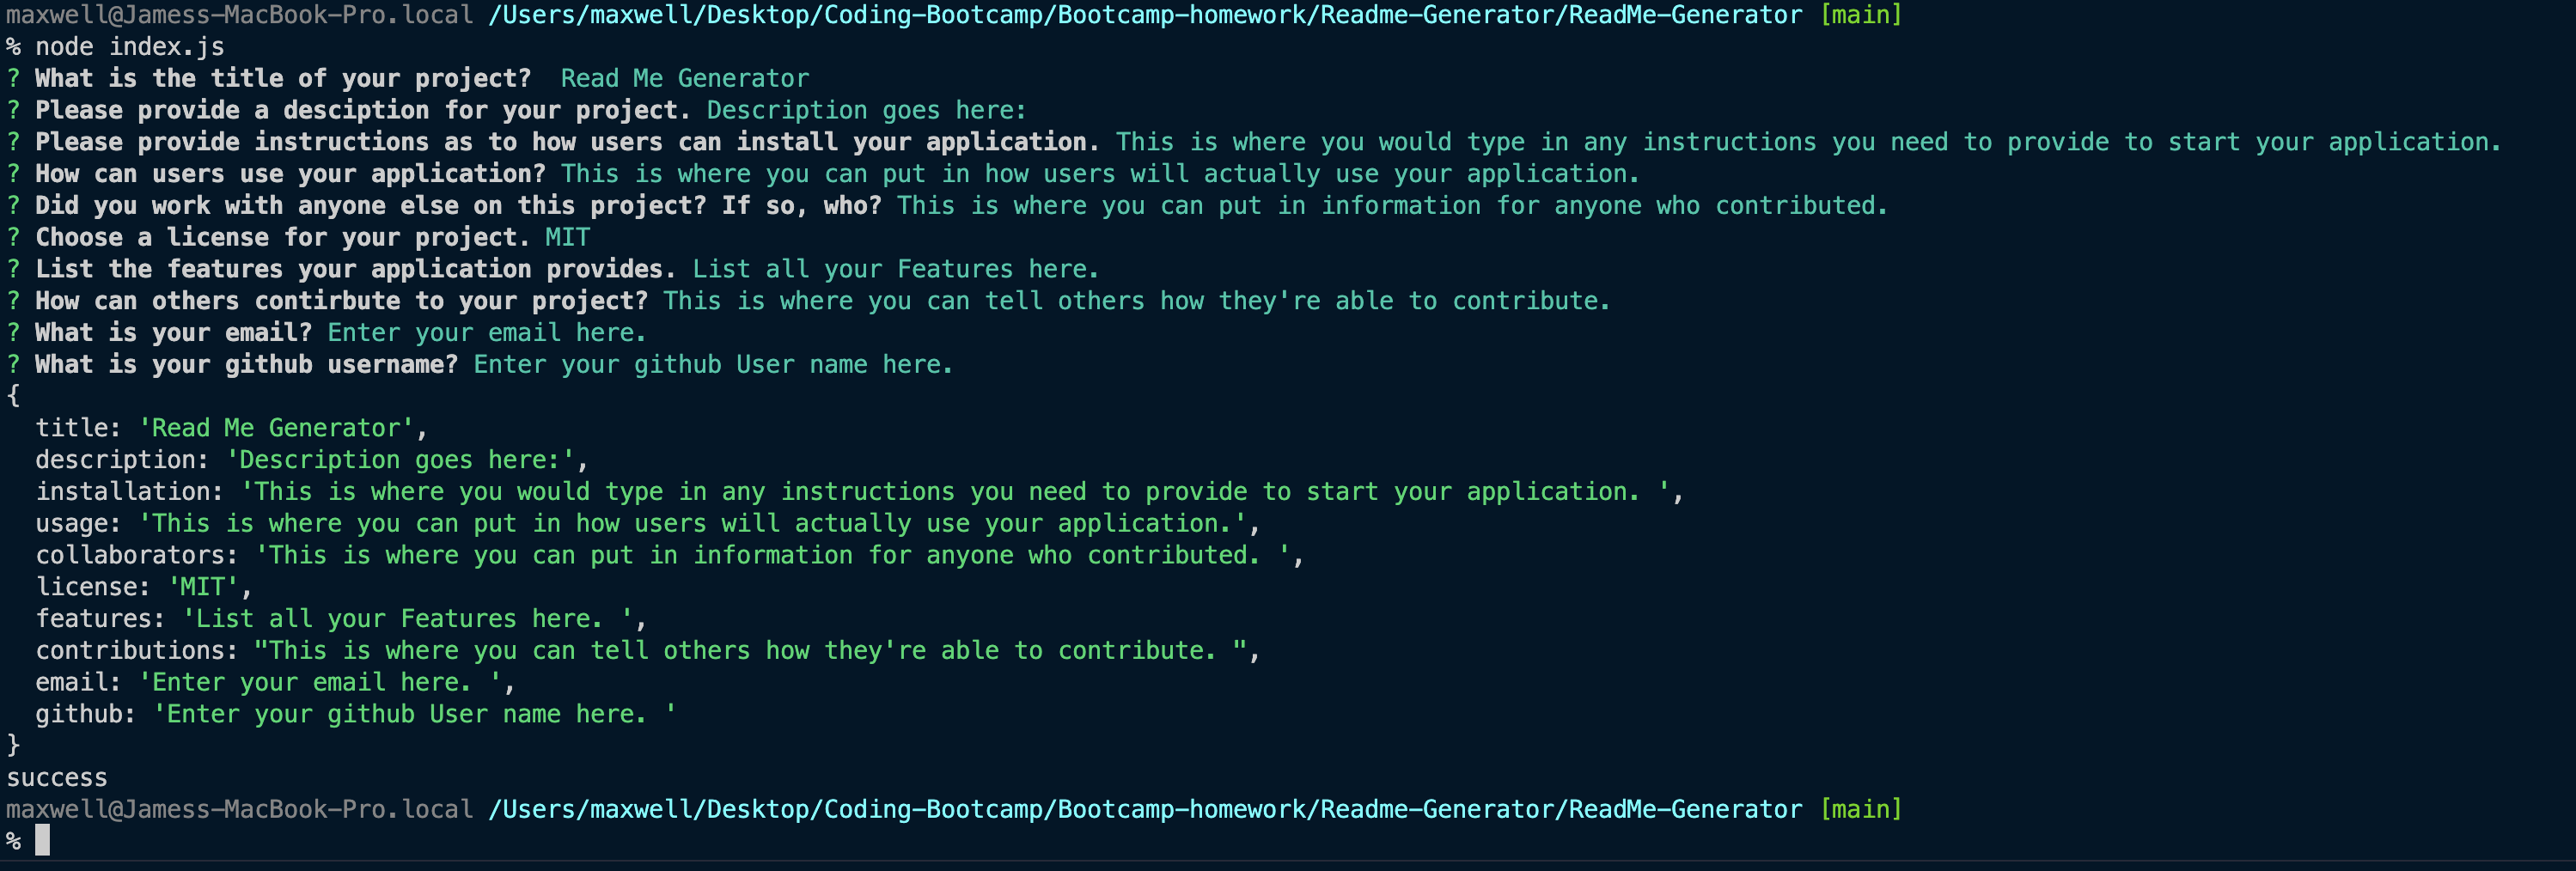 maxwell@Jamess-MacBook-Pro.local /Users/maxwell/Desktop/Coding-Bootcamp/Bootcamp-homework/Readme-Generator/ReadMe-Generator [main]
% node index.js
? What is the title of your project?  Read Me Generator
? Please provide a desciption for your project. Description goes here:
? Please provide instructions as to how users can install your application. This is where you would type in any instructions you need to provide to start your application.
? How can users use your application? This is where you can put in how users will actually use your application.
? Did you work with anyone else on this project? If so, who? This is where you can put in information for anyone who contributed.
? Choose a license for your project. MIT
? List the features your application provides. List all your Features here.
? How can others contirbute to your project? This is where you can tell others how they're able to contribute.
? What is your email? Enter your email here.
? What is your github username? Enter your github User name here.
{
  title: 'Read Me Generator',
  description: 'Description goes here:',
  installation: 'This is where you would type in any instructions you need to provide to start your application. ',
  usage: 'This is where you can put in how users will actually use your application.',
  collaborators: 'This is where you can put in information for anyone who contributed. ',
  license: 'MIT',
  features: 'List all your Features here. ',
  contributions: "This is where you can tell others how they're able to contribute. ",
  email: 'Enter your email here. ',
  github: 'Enter your github User name here. '
}
success
maxwell@Jamess-MacBook-Pro.local /Users/maxwell/Desktop/Coding-Bootcamp/Bootcamp-homework/Readme-Generator/ReadMe-Generator [main]
%